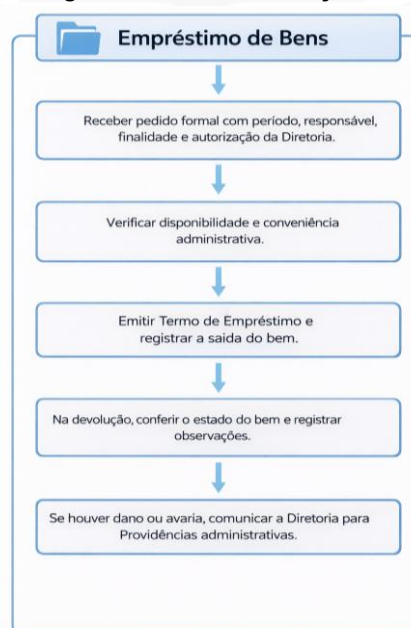 Empréstimo de Bens
Receber pedido formal com período, responsável,
finalidade e autorização da Diretoria.
Verificar disponibilidade e conveniência
administrativa.
Emitir Termo de Empréstimo e
registrar a saida do bem.
Na devolução, conferir o estado do bem e registrar
observações.
Se houver dano ou avaria, comunicar a Diretoria para
Providências administrativas.